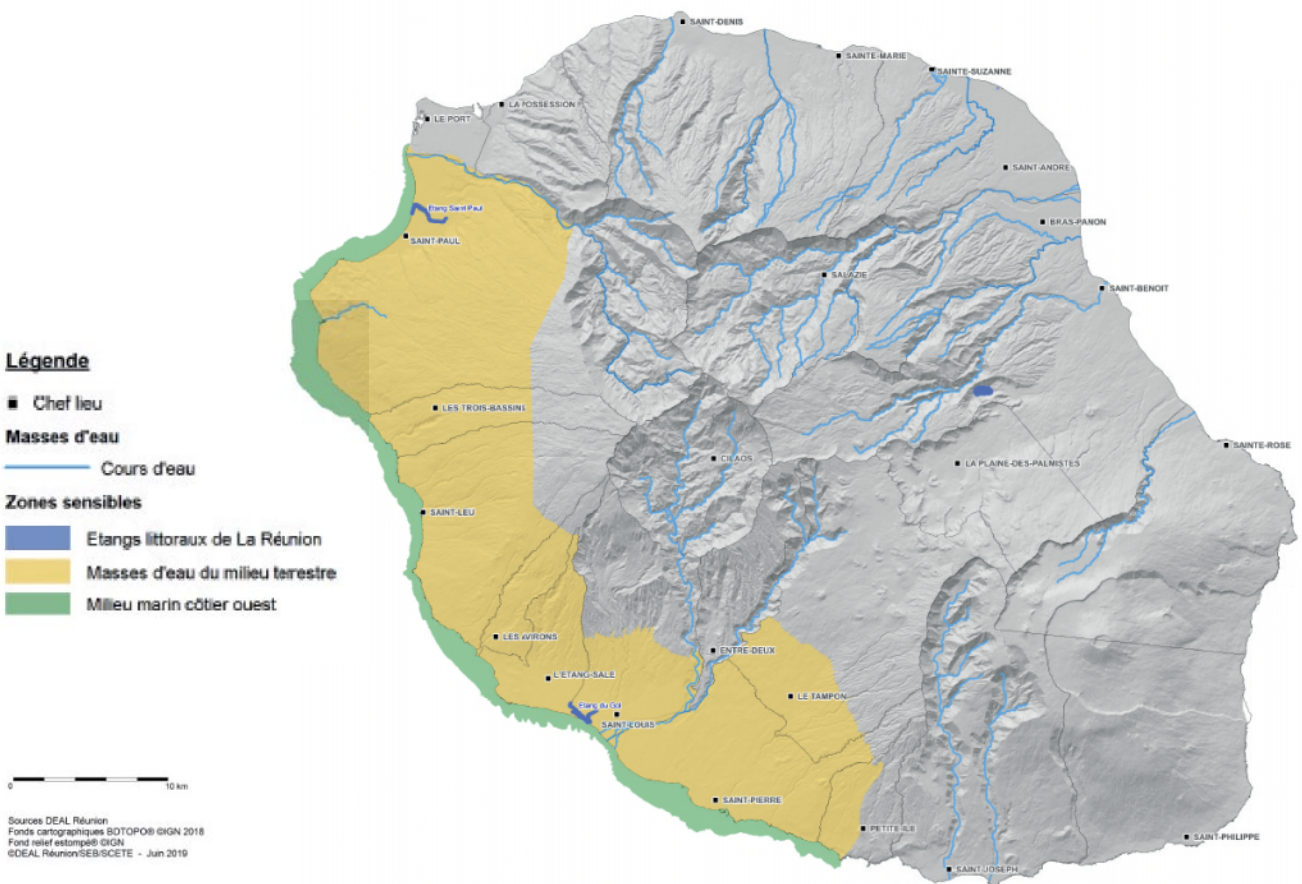 SAINT-DENIS
SAINTE-MARIE
SAINTE-SUZANNE
LA POSSESSION
LE PORT
SAINT-ANDRE
Etang Saint Paul
BRAS-PANON
SAINT-PAUL
SALAZIE
SAINT-BENOIT
Légende
Chef lieu
Masses d'eau
Cours d'eau
Zones sensibles
Etangs littoraux de La Réunion
Masses d'eau du milieu terrestre
Milieu marin côtier ouest
LES TROIS-BASSINS
CILAOS
SAINTE-ROSE
LA PLAINE-DES-PALMISTES
SAINT-LEU
LES AVIRONS
ENTRE-DEUX
L'ETANG-SALE
LE TAMPON
Etang du Gol
SAINT-LOUIS
SAINT-PIERRE
PETITE-ILE
SAINT-PHILIPPE
SAINT-JOSEPH
0 10 km
Sources DEAL Réunion
Fonds cartographiques BDTOPO® ©IGN 2018
Fond relief estompé® ©IGN
©DEAL Réunion/SEB/SCETE - Juin 2019